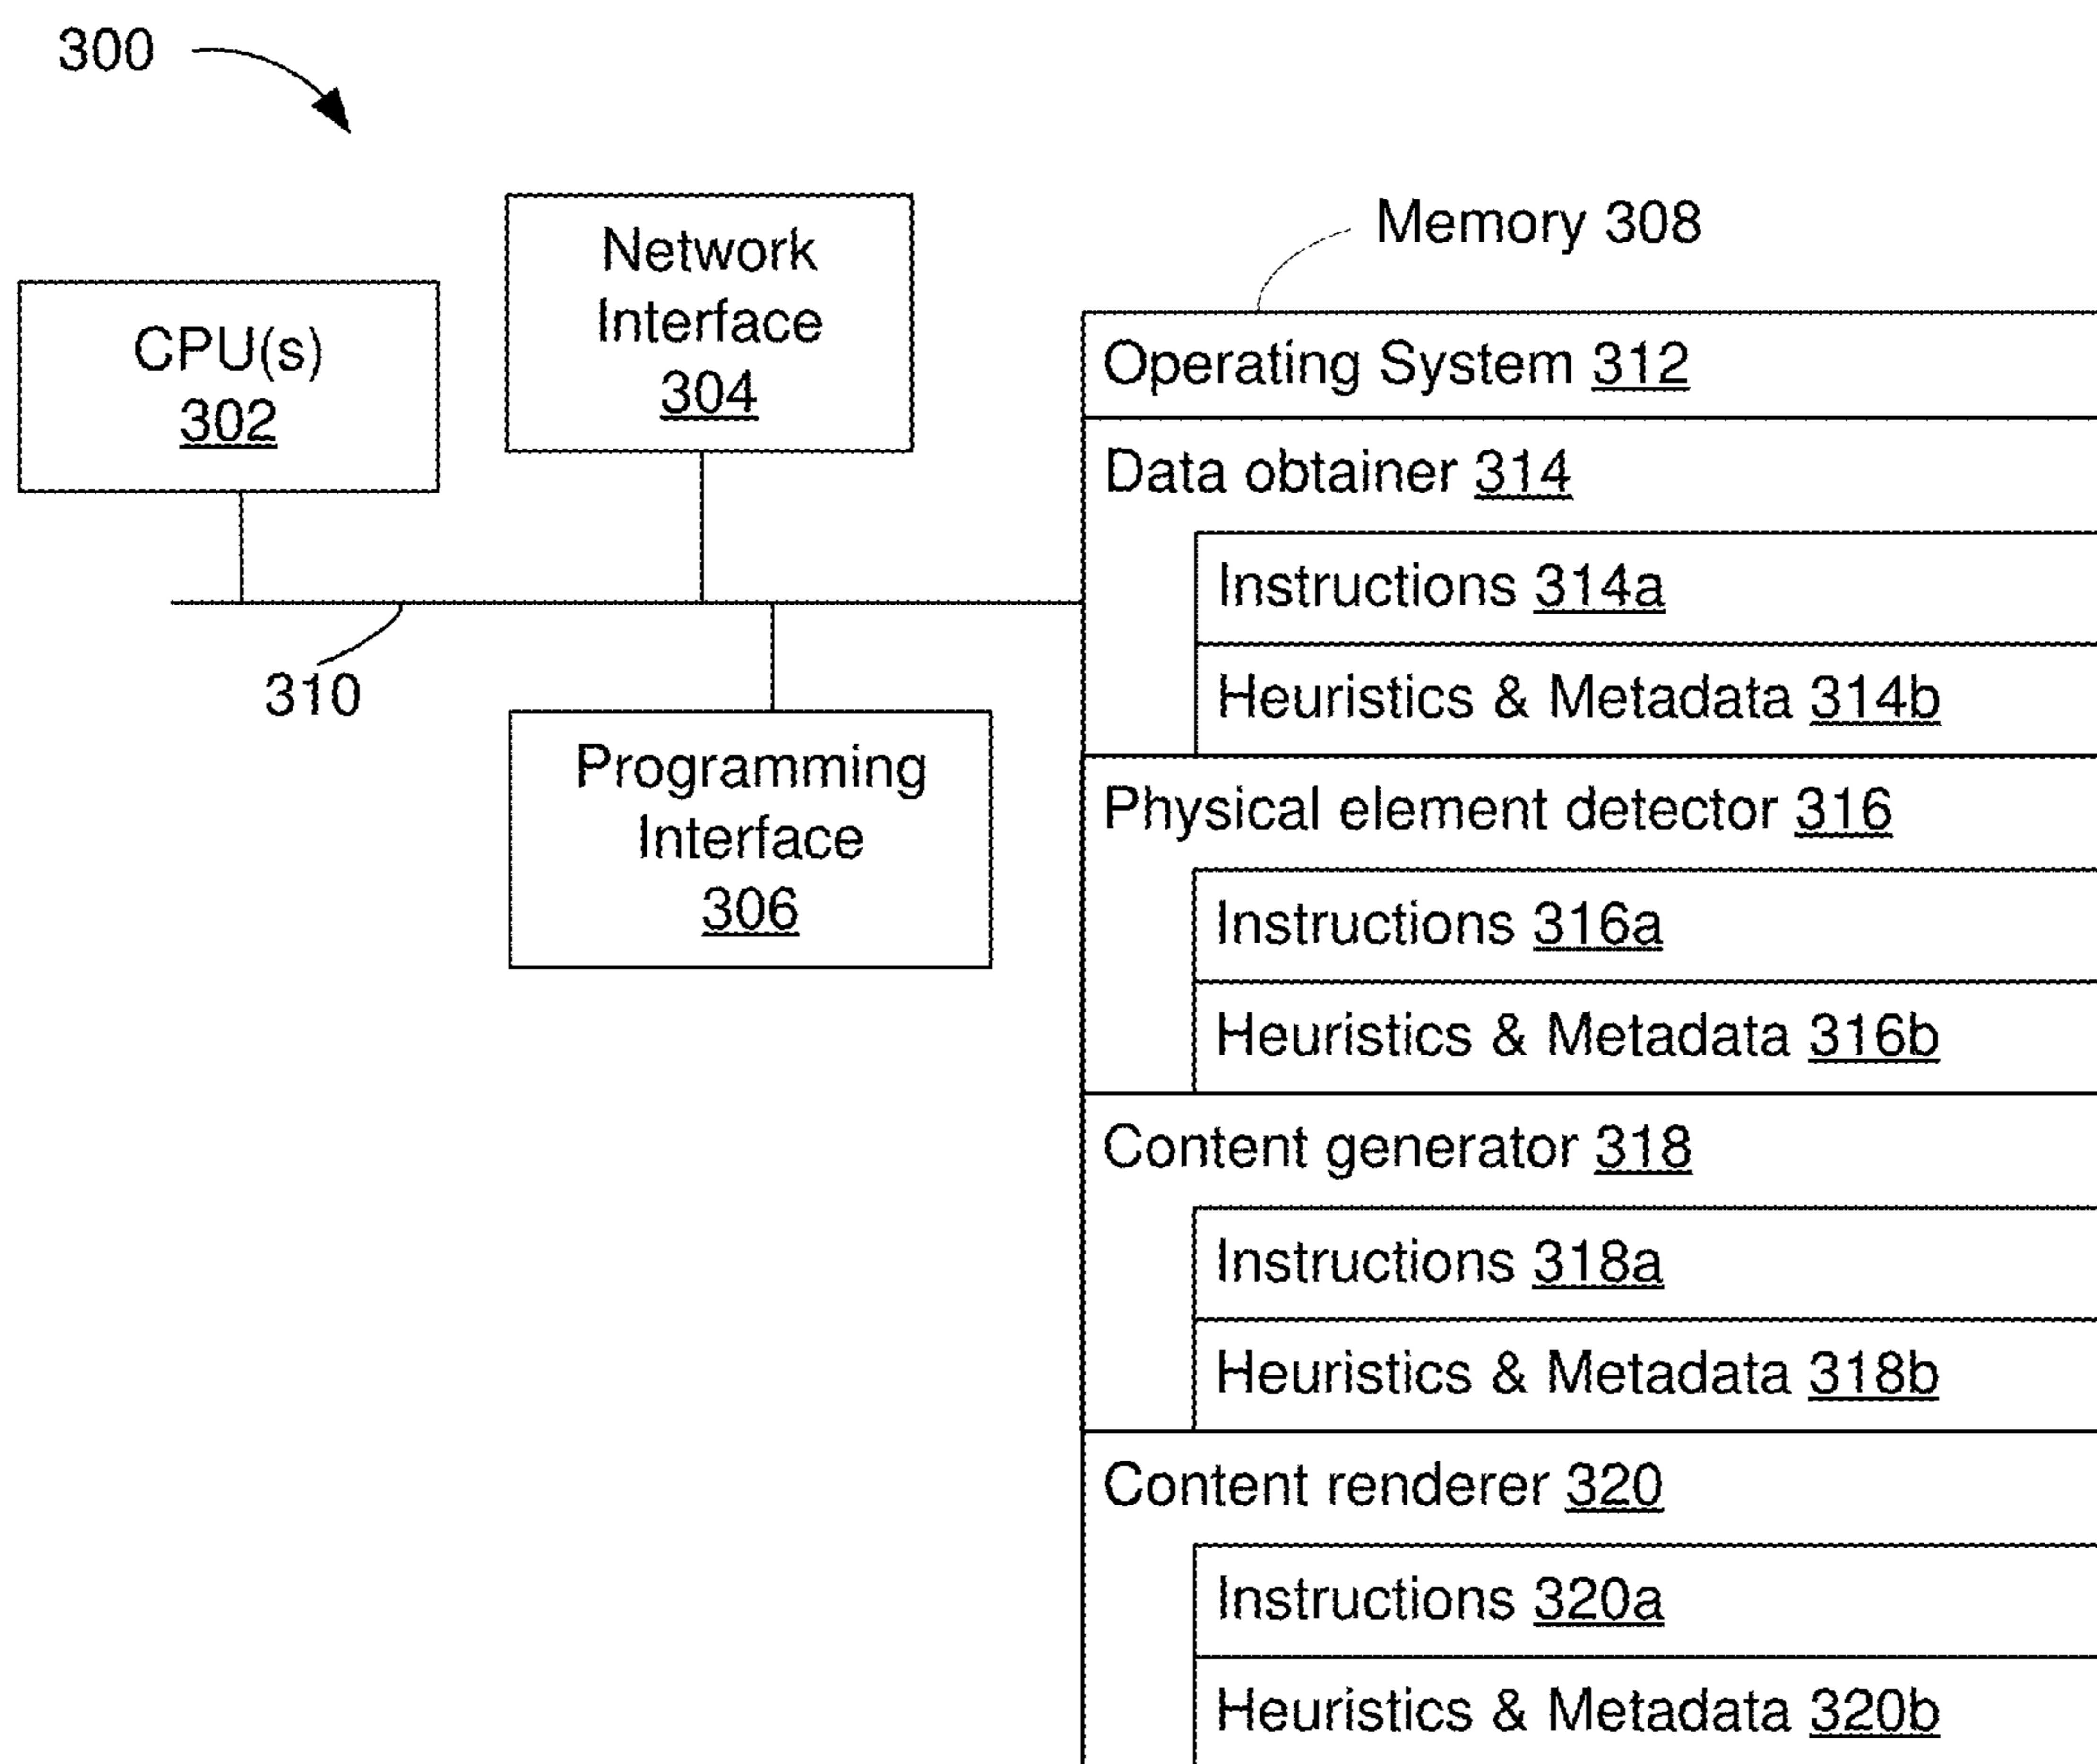 300
Network
Interface
304
CPU(s)
302
Memory 308
310
Programming
Interface
306
Operating System 312
Data obtainer 314
Instructions 314a
Heuristics & Metadata 314b
Physical element detector 316
Instructions 316a
Heuristics & Metadata 316b
Content generator 318
Instructions 318a
Heuristics & Metadata 318b
Content renderer 320
Instructions 320a
Heuristics & Metadata 320b